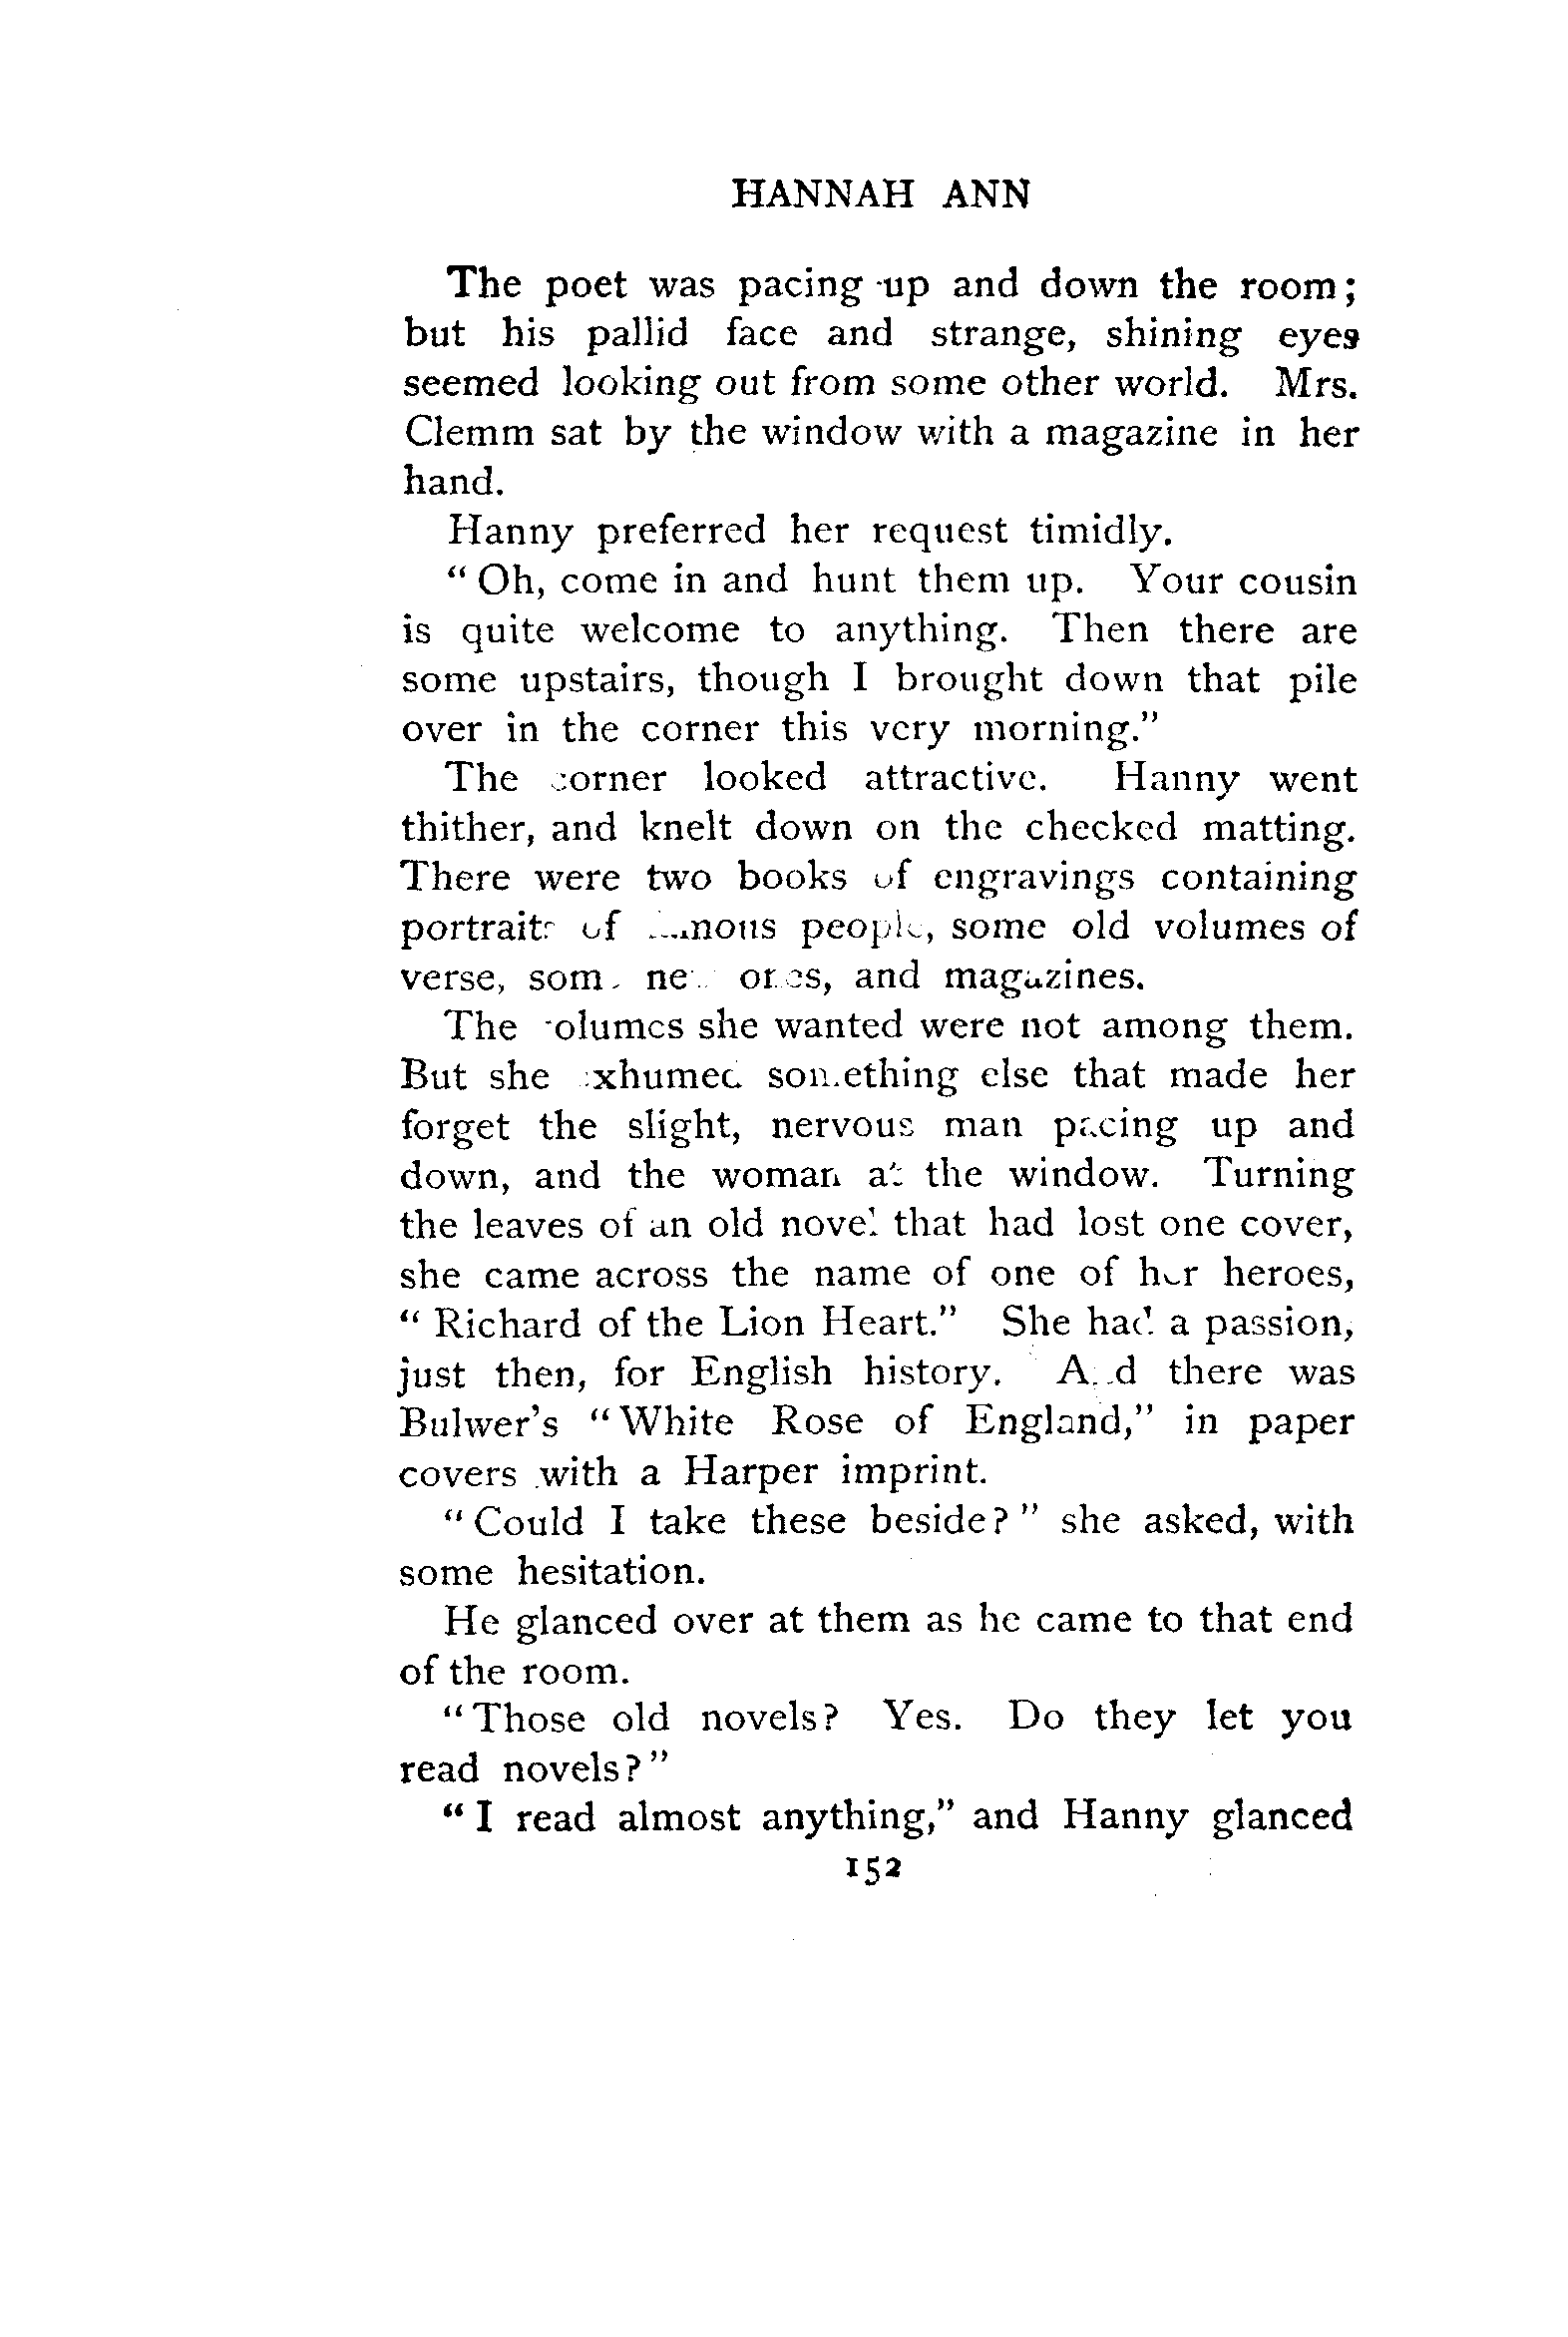 HANNAH ANN
The poet was pacing up and down the room;
but his pallid face and strange, shining eyes
seemed looking out from some other world. Mrs.
Clemm sat by the window with a magazine in her
hand.
Hanny preferred her request timidly.
“Oh, come in and hunt them up. Your cousin
is quite welcome to anything. Then there are
some upstairs, though I brought down that pile
over in the corner this very morning.”
The corner looked attractive. Hanny went
thither, and knelt down on the checked matting.
There were two books of engravings containing
portraits of people, some old volumes of
verse, some new ones, and magazines.
The volumes she wanted were not among them.
But she exhumed something else that made her
forget the slight, nervous man pacing up and
down, and the woman at the window. Turning
the leaves of an old novel that had lost one cover,
she came across the name of one of her heroes,
“Richard of the Lion Heart.” She had a passion,
just then, for English history. And there was
Bulwer’s “White Rose of England,” in paper
covers with a Harper imprint.
“Could I take these beside?” she asked, with
some hesitation.
He glanced over at them as he came to that end
of the room.
“Those old novels? Yes. Do they let you
read novels?”
“I read almost anything,” and Hanny glanced
152